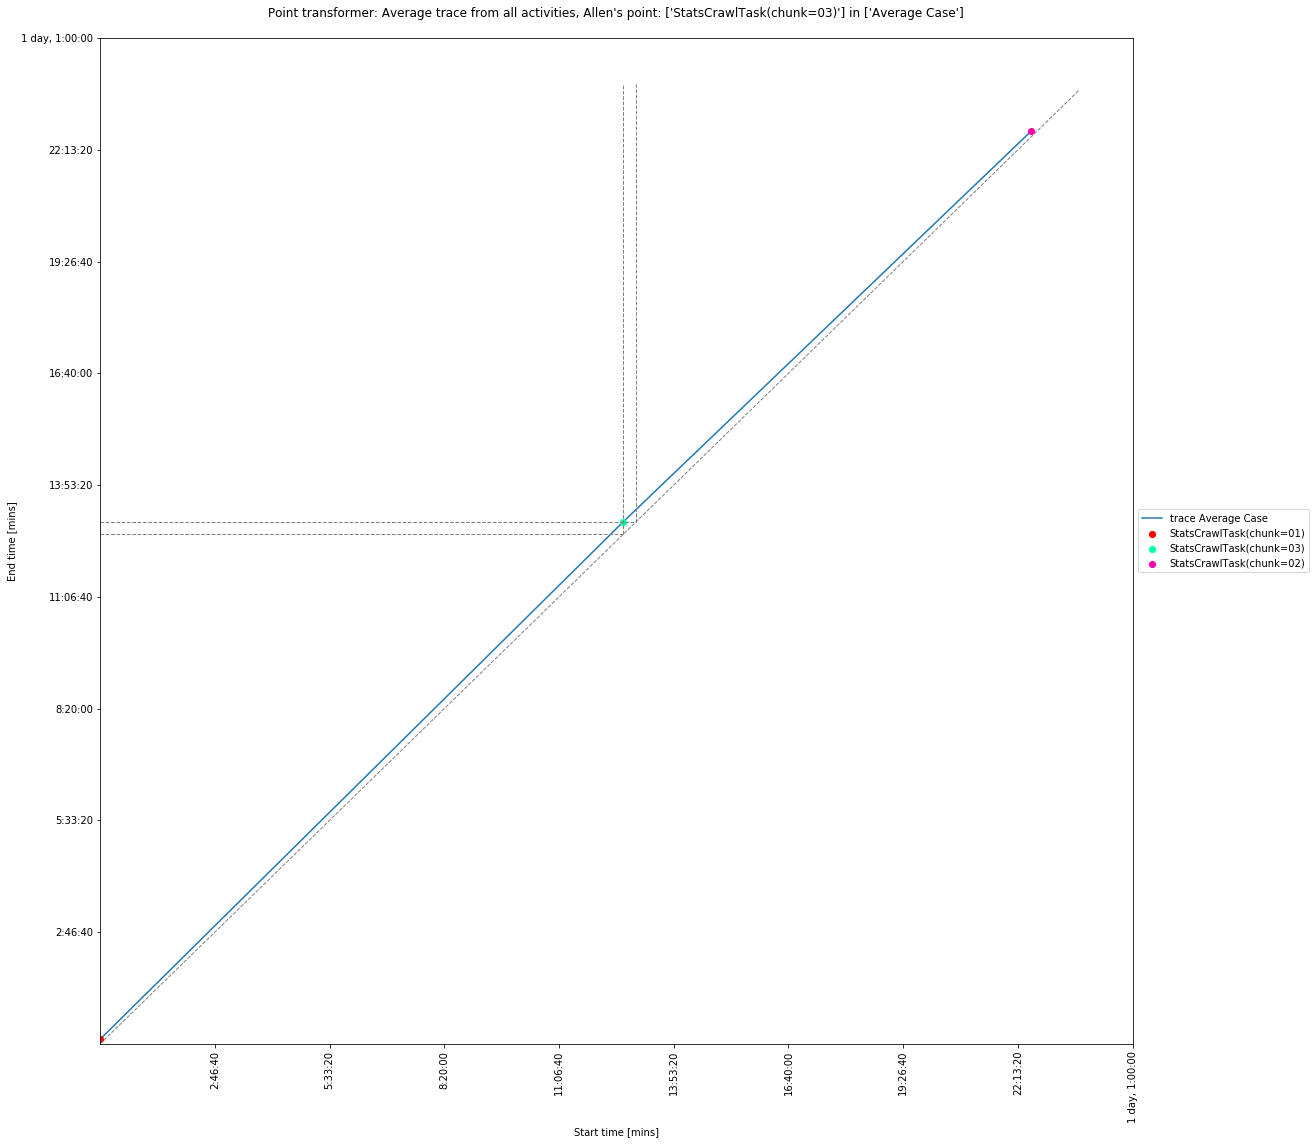 Point transformer: Average trace from all activities, Allen's point: ['StatsCrawlTask(chunk=03)'] in ['Average Case']
1 day, 1:00:00
22:13:20
19:26:40
16:40:00
13:53:20
11:06:40
8:20:00
5:33:20
2:46:40
End time [mins]
trace Average Case
StatsCrawlTask(chunk=01)
StatsCrawlTask(chunk=03)
StatsCrawlTask(chunk=02)
2:46:40
5:33:20
8:20:00
11:06:40
13:53:20
16:40:00
19:26:40
22:13:20
1 day, 1:00:00
Start time [mins]